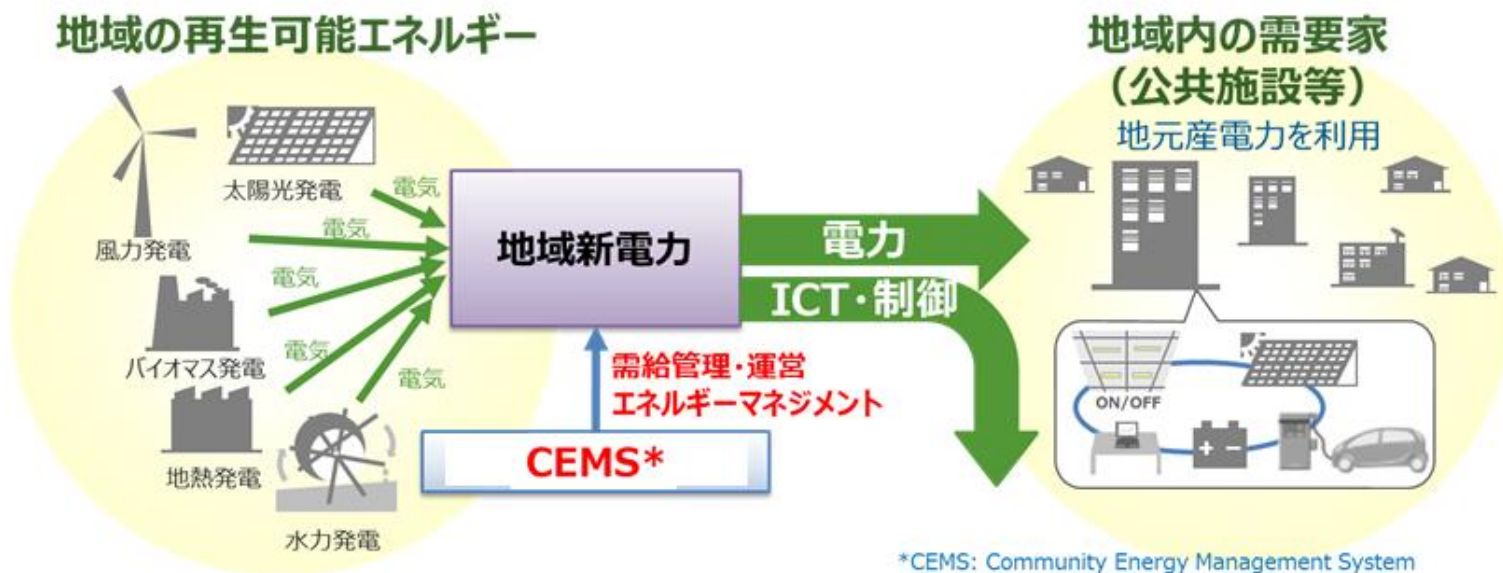 地域の再生可能エネルギー
太陽光発電
風力発電
バイオマス発電
地熱発電
水力発電
電気
電気
電気
電気
電気
地域新電力
需給管理・運営
エネルギーマネジメント
CEMS*
電力
ICT・制御
地域内の需要家
(公共施設等)
地元産電力を利用
ON/OFF
*CEMS: Community Energy Management System